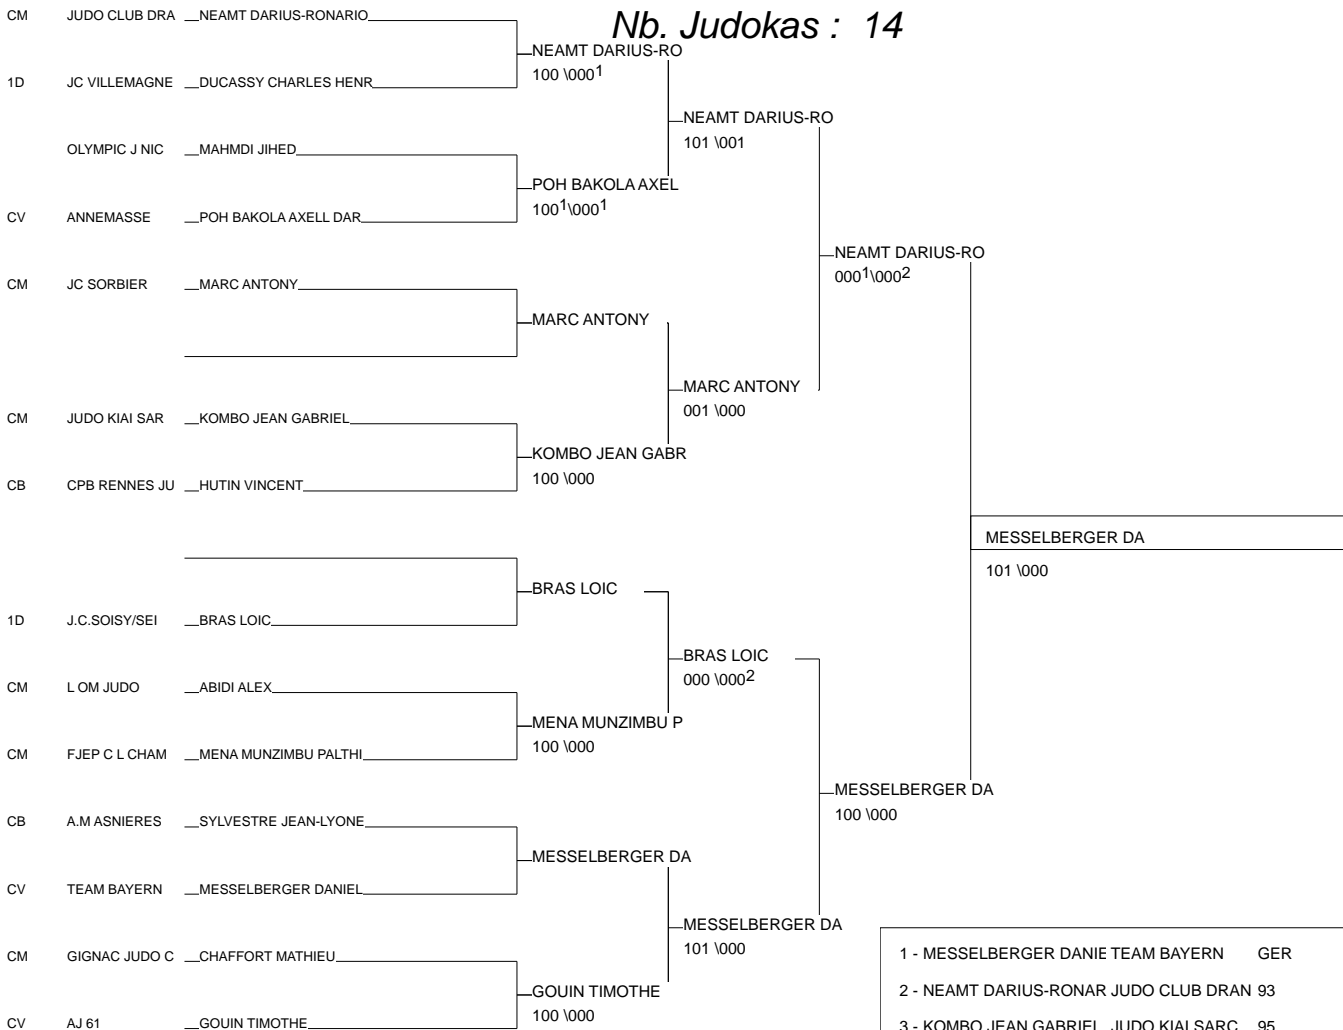 Nb. Judokas : 14
CM JUDO CLUB DRA NEAMT DARIUS-RONARIO
NEAMT DARIUS-RO
100 \000¹
1D JC VILLEMAGNE DUCASSY CHARLES HENR
NEAMT DARIUS-RO
101 \001
OLYMPIC J NIC MAHMDI JIHED
POH BAKOLA AXEL
100¹\000¹
CV ANNEMASSE POH BAKOLA AXELL DAR
NEAMT DARIUS-RO
000¹\000²
CM JC SORBIER MARC ANTONY
MARC ANTONY
MARC ANTONY
001 \000
CM JUDO KIAI SAR KOMBO JEAN GABRIEL
KOMBO JEAN GABR
100 \000
CB CPB RENNES JU HUTIN VINCENT
MESSELBERGER DA
101 \000
BRAS LOIC
1D J.C.SOISY/SEI BRAS LOIC
BRAS LOIC
000 \000²
CM L OM JUDO ABIDI ALEX
MENA MUNZIMBU P
100 \000
CM FJEP C L CHAM MENA MUNZIMBU PALTHI
MESSELBERGER DA
100 \000
CB A.M ASNIERES SYLVESTRE JEAN-LYONE
MESSELBERGER DA
CV TEAM BAYERN MESSELBERGER DANIEL
MESSELBERGER DA
101 \000
CM GIGNAC JUDO C CHAFFORT MATHIEU
GOUIN TIMOTHE
100 \000
CV AJ 61 GOUIN TIMOTHE
1 - MESSELBERGER DANIE TEAM BAYERN GER
2 - NEAMT DARIUS-RONAR JUDO CLUB DRAN 93
3 - KOMBO JEAN GABRIEL JUDO KIAI SARC 95